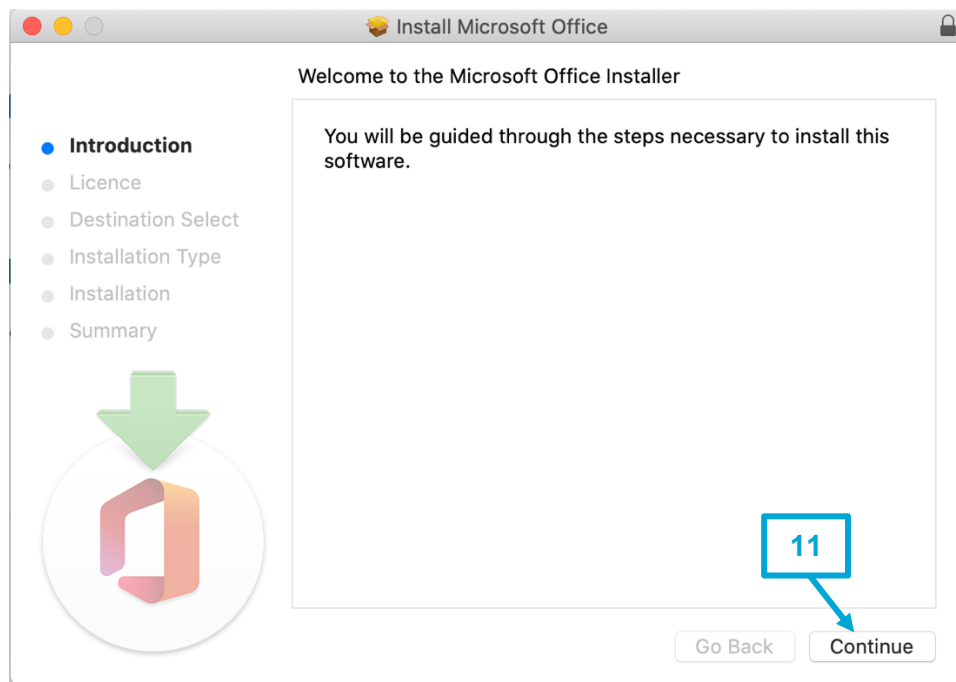 Install Microsoft Office
Welcome to the Microsoft Office Installer
Introduction
Licence
Destination Select
Installation Type
Installation
Summary
You will be guided through the steps necessary to install this
software.
11
Go Back
Continue